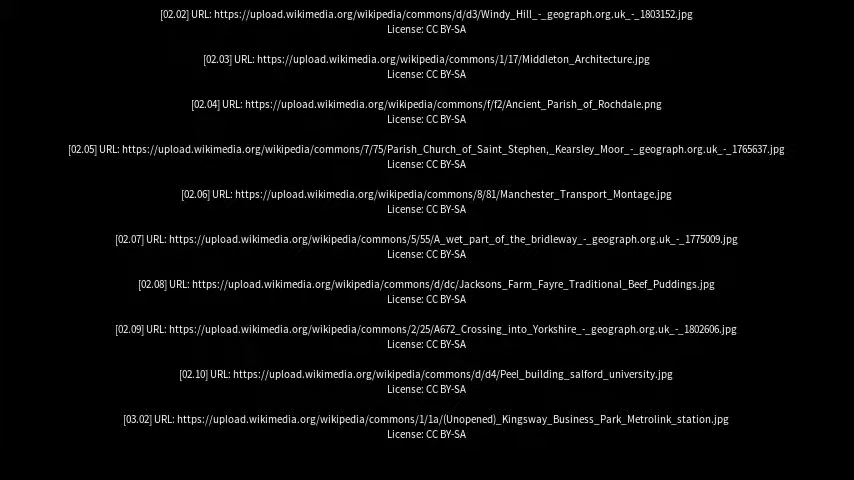 [02.02] URL: https://upload.wikimedia.org/wikipedia/commons/d/d3/Windy_Hill_-_geograph.org.uk_-_1803152.jpg
License: CC BY-SA
[02.03] URL: https://upload.wikimedia.org/wikipedia/commons/1/17/Middleton_Architecture.jpg
License: CC BY-SA
[02.04] URL: https://upload.wikimedia.org/wikipedia/commons/f/f2/Ancient_Parish_of_Rochdale.png
License: CC BY-SA
[02.05] URL: https://upload.wikimedia.org/wikipedia/commons/7/75/Parish_Church_of_Saint_Stephen,_Kearsley_Moor_-_geograph.org.uk_-_1765637.jpg
License: CC BY-SA
[02.06] URL: https://upload.wikimedia.org/wikipedia/commons/8/81/Manchester_Transport_Montage.jpg
License: CC BY-SA
[02.07] URL: https://upload.wikimedia.org/wikipedia/commons/5/55/A_wet_part_of_the_bridleway_-_geograph.org.uk_-_1775009.jpg
License: CC BY-SA
[02.08] URL: https://upload.wikimedia.org/wikipedia/commons/d/dc/Jacksons_Farm_Fayre_Traditional_Beef_Puddings.jpg
License: CC BY-SA
[02.09] URL: https://upload.wikimedia.org/wikipedia/commons/2/25/A672_Crossing_into_Yorkshire_-_geograph.org.uk_-_1802606.jpg
License: CC BY-SA
[02.10] URL: https://upload.wikimedia.org/wikipedia/commons/d/d4/Peel_building_salford_university.jpg
License: CC BY-SA
[03.02] URL: https://upload.wikimedia.org/wikipedia/commons/1/1a/(Unopened)_Kingsway_Business_Park_Metrolink_station.jpg
License: CC BY-SA